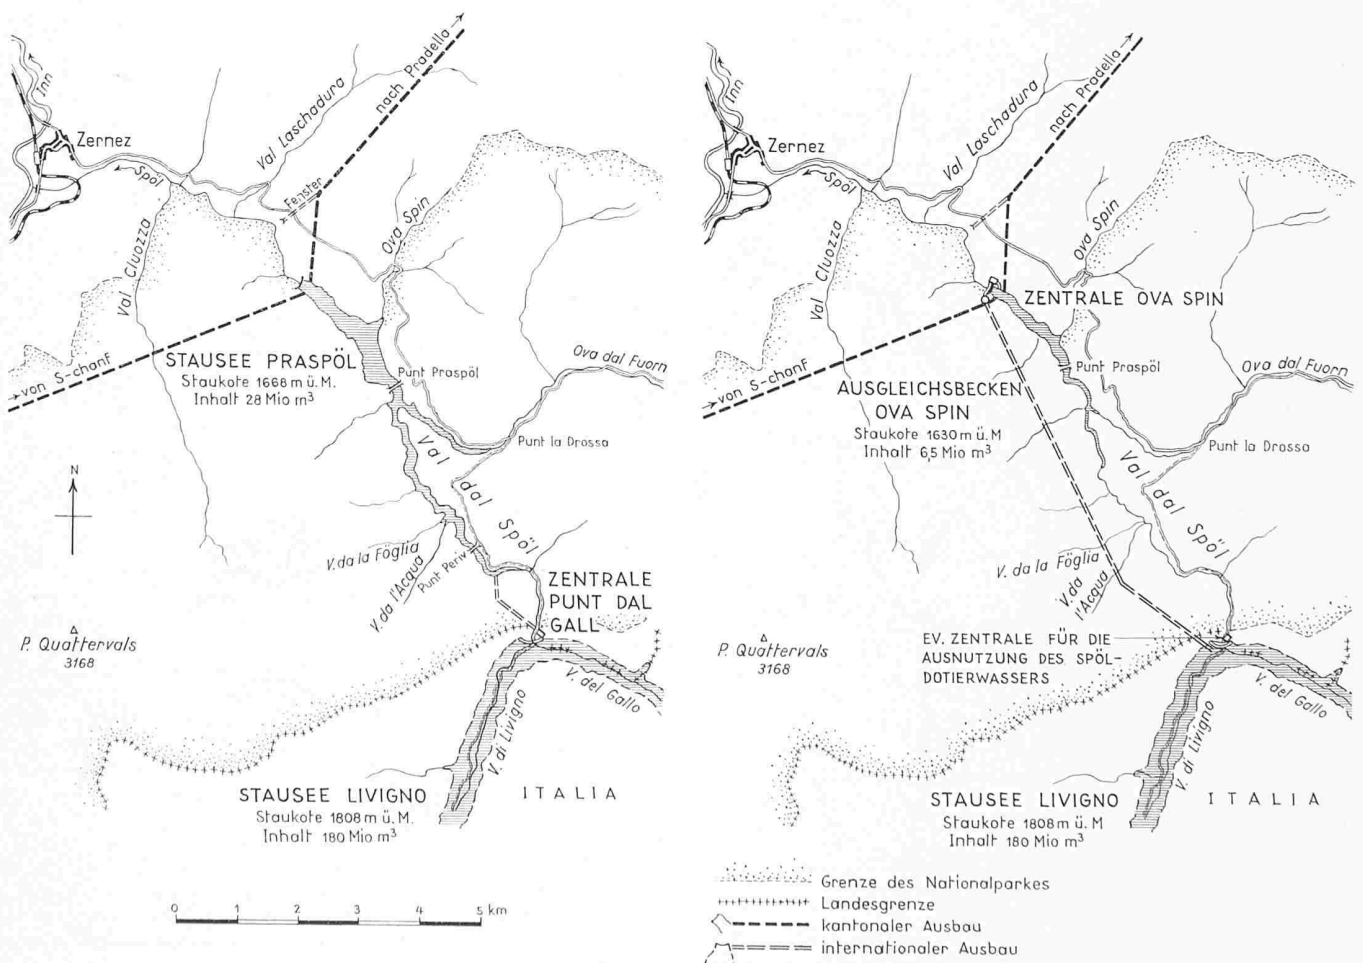 Inn
Zernez
Spöl
Val Cluozza
Val Laschadura
nach Pradella
Fenster
Ova Spin
von S-chanf
STAUSEE PRASPÖL
Staukote 1668 m ü. M.
Inhalt 28 Mio m³
Punt Praspöl
Ova dal Fuorn
Punt la Drossa
Val dal Spöl
N
V. da la Föglia
V. da l'Acqua
Punt Periv
ZENTRALE
PUNT DAL
GALL
P. Quattervals
3168
V. del Gallo
V. di Livigno
STAUSEE LIVIGNO
Staukote 1808 m ü. M.
Inhalt 180 Mio m³
ITALIA
0 1 2 3 4 5 km
Inn
Zernez
Spöl
Val Cluozza
Val Laschadura
nach Pradella
Ova Spin
ZENTRALE OVA SPIN
von S-chanf
AUSGLEICHSBECKEN
OVA SPIN
Staukote 1630 m ü. M
Inhalt 6,5 Mio m³
Punt Praspöl
Ova dal Fuorn
Punt la Drossa
Val dal Spöl
V. da la Föglia
V. da
l'Acqua
EV. ZENTRALE FÜR DIE
AUSNUTZUNG DES SPÖL-
DOTIERWASSERS
P. Quattervals
3168
V. del Gallo
V. di Livigno
STAUSEE LIVIGNO
Staukote 1808 m ü. M
Inhalt 180 Mio m³
ITALIA
Grenze des Nationalparkes
Landesgrenze
kantonaler Ausbau
internationaler Ausbau